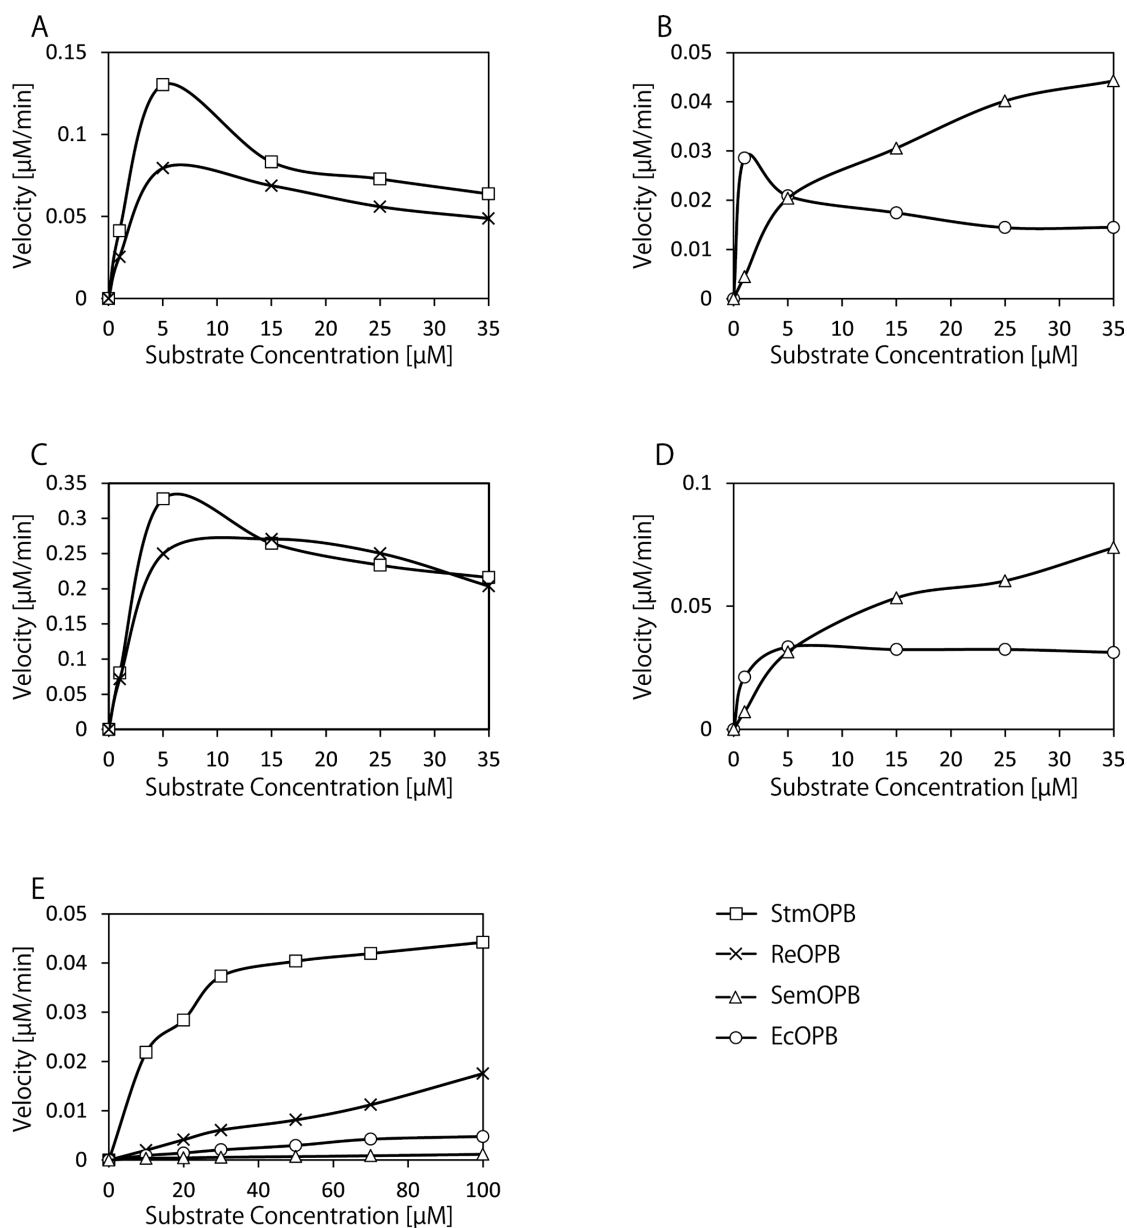 A
Velocity [µM/min]
0.15
0.1
0.05
0
0 5 10 15 20 25 30 35
Substrate Concentration [µM]
B
Velocity [µM/min]
0.05
0.04
0.03
0.02
0.01
0
0 5 10 15 20 25 30 35
Substrate Concentration [µM]
C
Velocity [µM/min]
0.35
0.3
0.25
0.2
0.15
0.1
0.05
0
0 5 10 15 20 25 30 35
Substrate Concentration [µM]
D
Velocity [µM/min]
0.1
0.05
0
0 5 10 15 20 25 30 35
Substrate Concentration [µM]
E
Velocity [µM/min]
0.05
0.04
0.03
0.02
0.01
0
0 20 40 60 80 100
Substrate Concentration [µM]
StmOPB
ReOPB
SemOPB
EcOPB